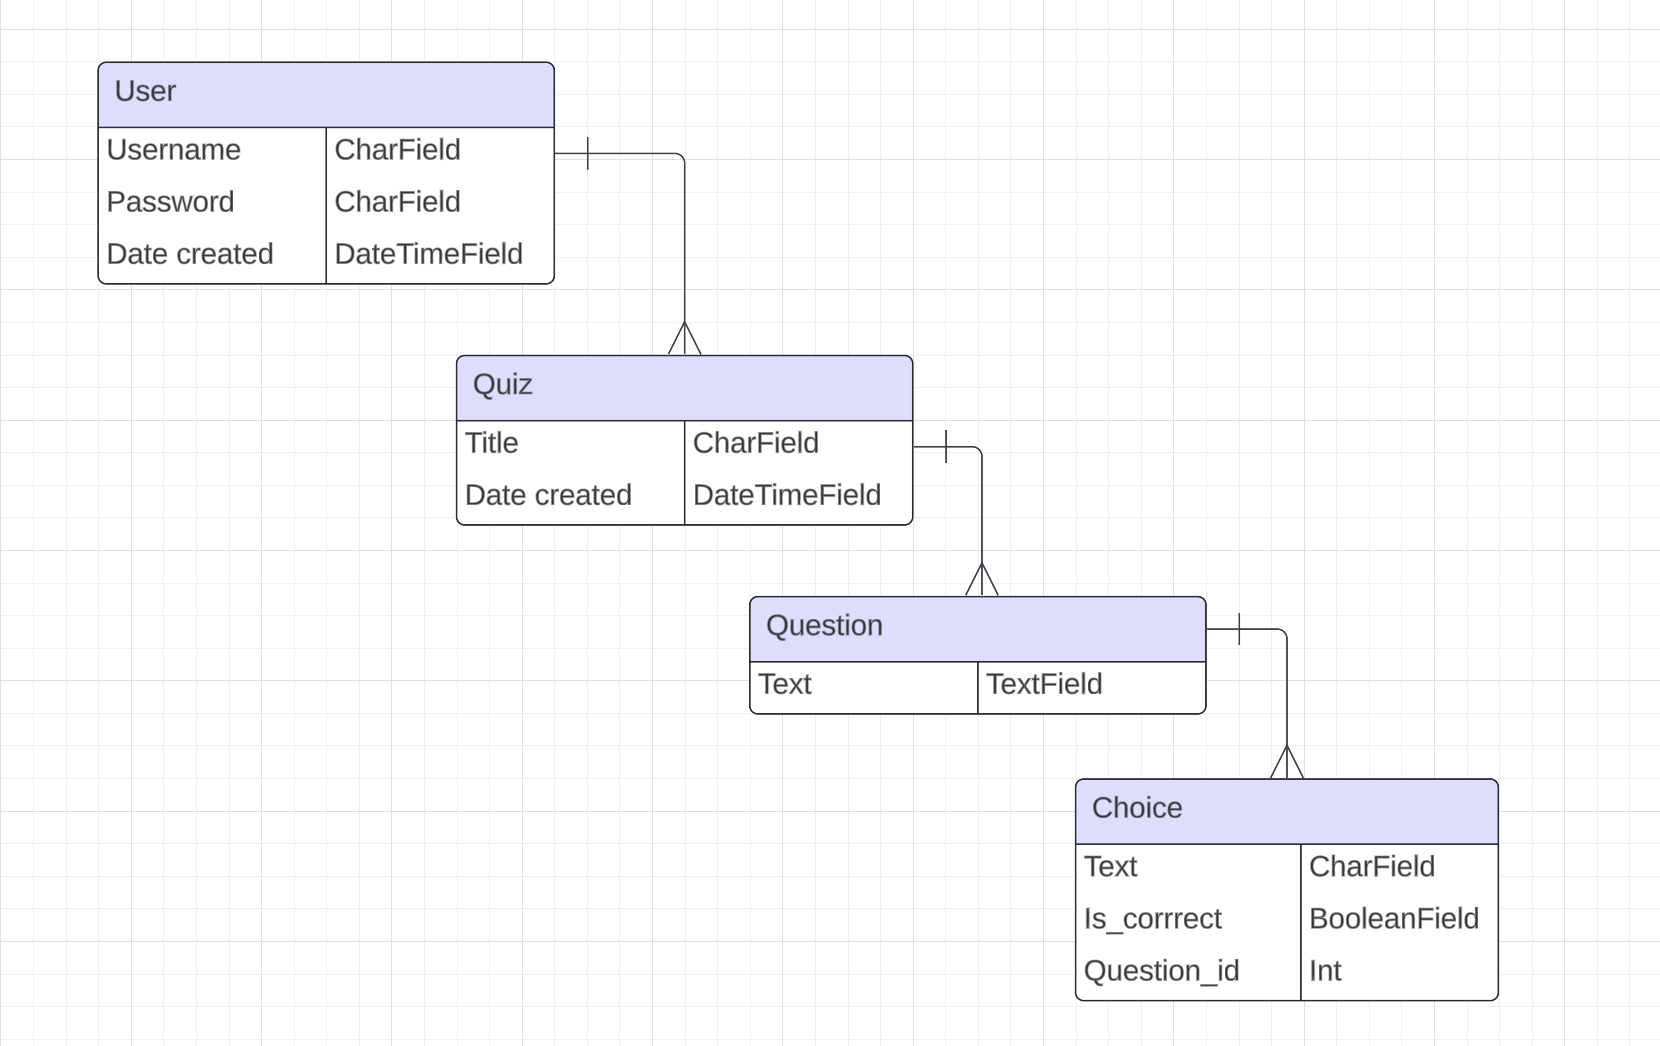 User
Username CharField
Password CharField
Date created DateTimeField
Quiz
Title CharField
Date created DateTimeField
Question
Text TextField
Choice
Text CharField
Is_corrrect BooleanField
Question_id Int